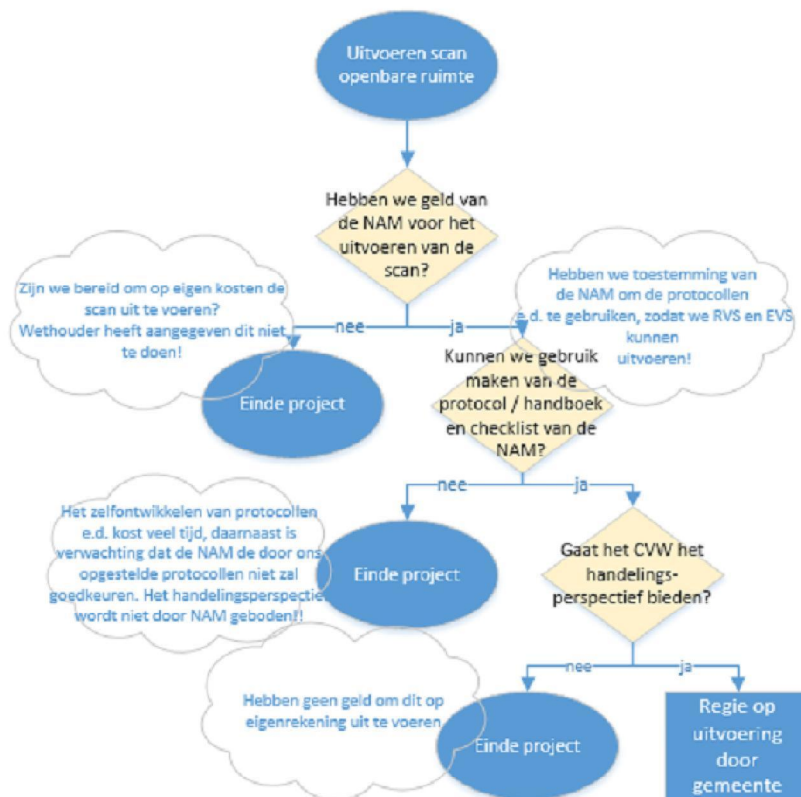 Uitvoeren scan
openbare ruimte
Hebben we geld van
de NAM voor het
uitvoeren van de
scan?
Zijn we bereid om op eigen kosten de
scan uit te voeren?
Wethouder heeft aangegeven dit niet
te doen!
nee
ja
Hebben we toestemming van
de NAM om de protocollen
e.d. te gebruiken, zodat we RVS en EVS
kunnen
uitvoeren!
Einde project
Kunnen we gebruik
maken van de
protocol / handboek
en checklist van de
NAM?
nee
ja
Het zelfontwikkelen van protocollen
e.d. kost veel tijd, daarnaast is
verwachting dat de NAM de door ons
opgestelde protocollen niet zal
goedkeuren. Het handelingsperspectief
wordt niet door NAM geboden!!
Einde project
Gaat het CVW het
handelings-
perspectief bieden?
nee
ja
Hebben geen geld om dit op
eigenrekening uit te voeren
Einde project
Regie op
uitvoering
door
gemeente